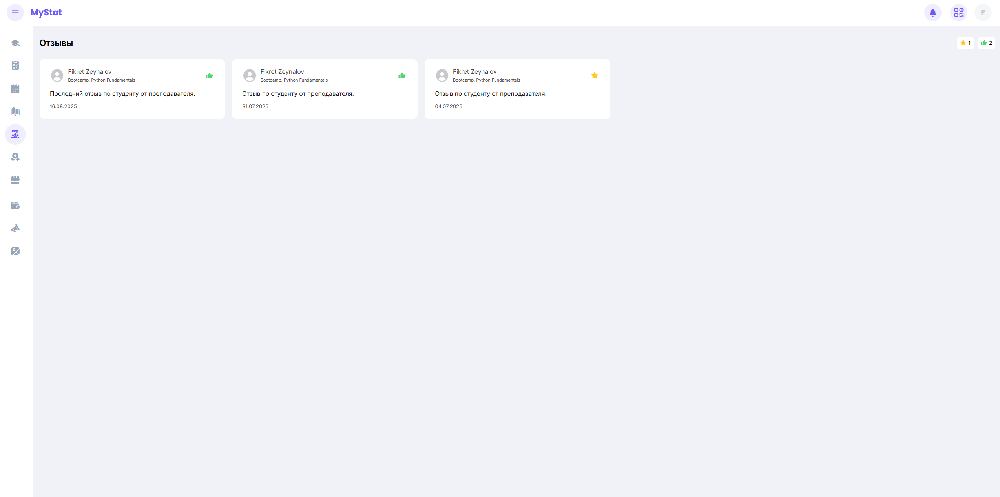 MyStat
Отзывы
1
2
Fikret Zeynalov
Bootcamp: Python Fundamentals
Последний отзыв по студенту от преподавателя.
16.08.2025
Fikret Zeynalov
Bootcamp: Python Fundamentals
Отзыв по студенту от преподавателя.
31.07.2025
Fikret Zeynalov
Bootcamp: Python Fundamentals
Отзыв по студенту от преподавателя.
04.07.2025